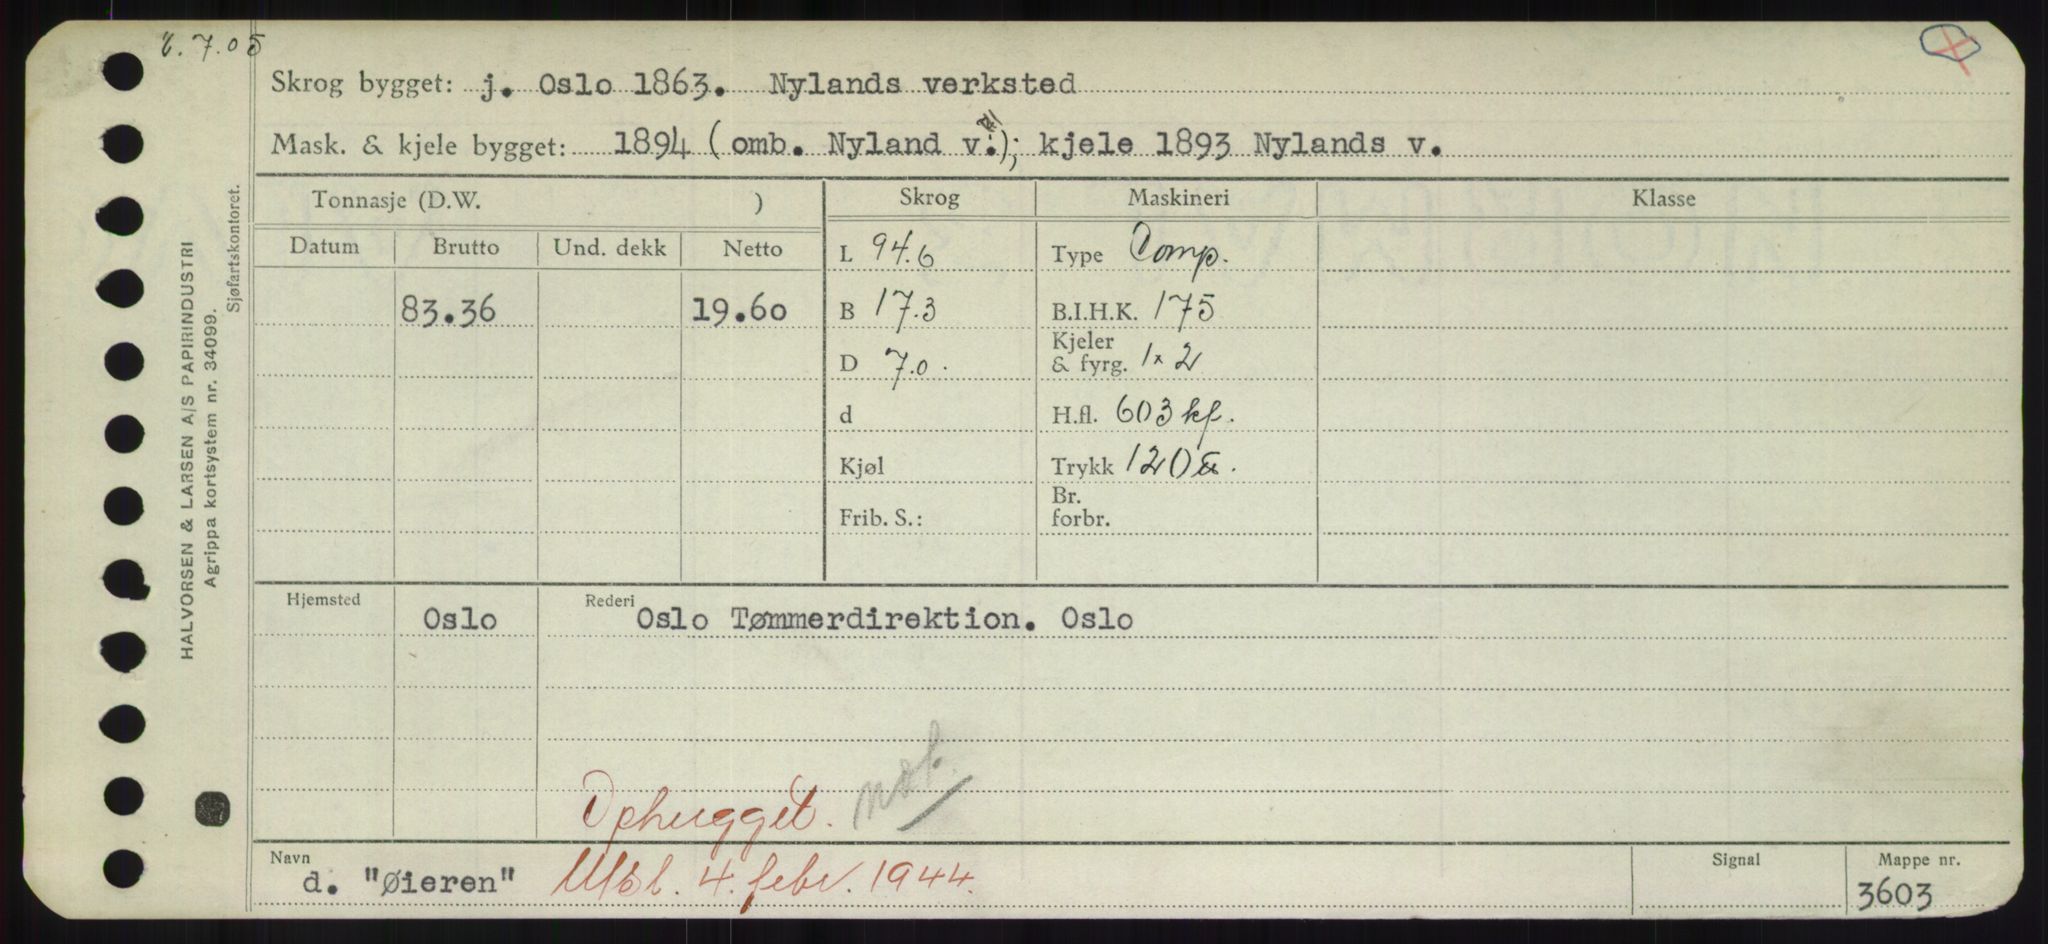 7.05
Skrog bygget: j. Oslo 1863. Nylands verksted
Mask. & kjele bygget: 1894 (omb. Nyland v.); kjele 1893 Nylands v.
Tonnasje (D.W. )
Skrog
Maskineri
Klasse
Datum
Brutto
Und. dekk
Netto
L 94.6
Type Comp.
83.36
19.60
B 17.3
B.I.H.K. 175
D 7.0.
Kjeler
& fyrg. 1 x 2
d
H.fl. 603 kf.
Kjøl
Trykk 120
Frib. S.:
Br.
forbr.
Hjemsted
Oslo
Rederi
Oslo Tømmerdirektion. Oslo
Ophugget.
Navn
d. "Øieren"
4. febr. 1944.
Signal
Mappe nr.
3603
HALVORSEN & LARSEN A/S PAPIRINDUSTRI
Agrippa kortsystem nr. 34099.
Sjøfartskontoret.